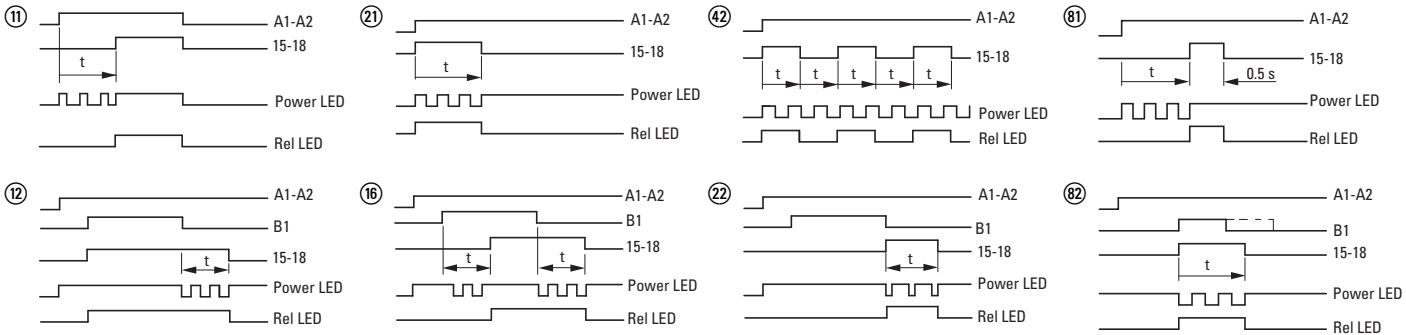 11
A1-A2
15-18
t
Power LED
Rel LED
21
A1-A2
15-18
t
Power LED
Rel LED
42
A1-A2
15-18
t t t t t
Power LED
Rel LED
81
A1-A2
15-18
t 0.5 s
Power LED
Rel LED
12
A1-A2
B1
15-18
t
Power LED
Rel LED
16
A1-A2
B1
15-18
t t
Power LED
Rel LED
22
A1-A2
B1
15-18
t
Power LED
Rel LED
82
A1-A2
B1
15-18
t
Power LED
Rel LED